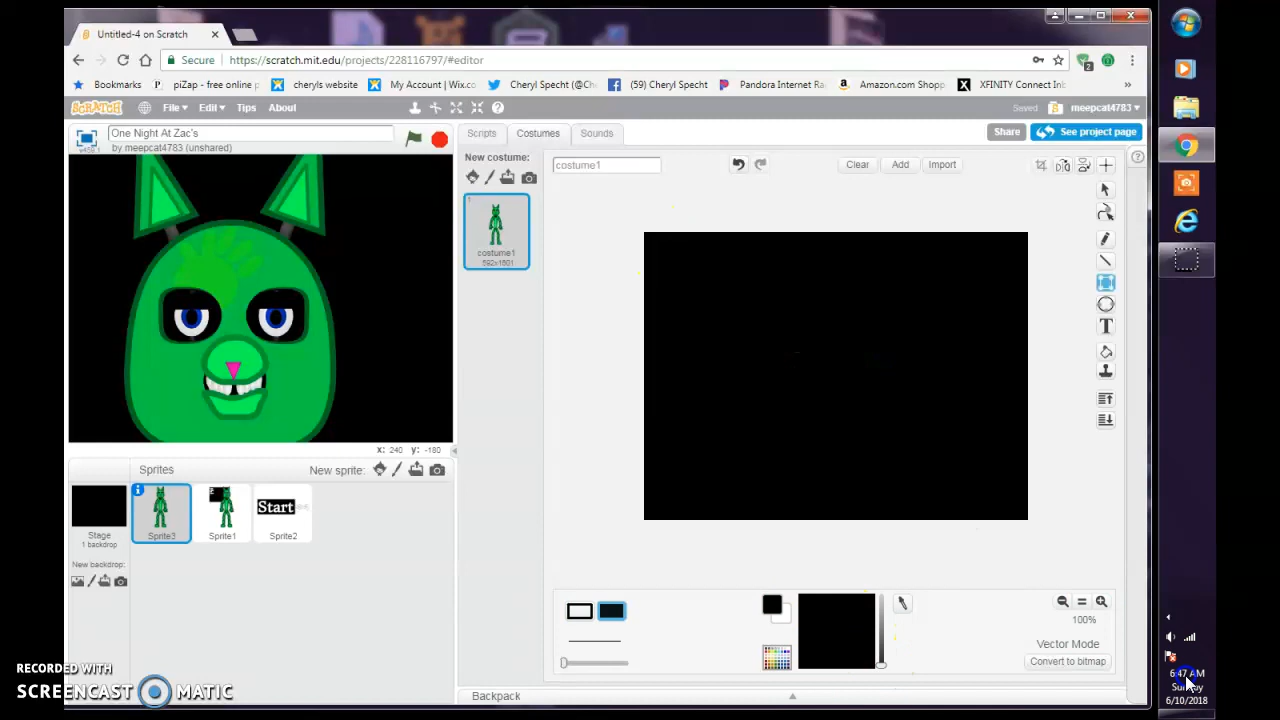 Untitled-4 on Scratch
Secure https://scratch.mit.edu/projects/228116797/#editor
Bookmarks piZap - free online p cheryls website My Account | Wix.co Cheryl Specht (@Che (59) Cheryl Specht Pandora Internet Ra Amazon.com Shopp XFINITY Connect In »
SCRATCH File Edit Tips About Saved meepcat4783
One Night At Zac's
by meepcat4783 (unshared)
v459.1
Scripts Costumes Sounds
Share See project page
New costume:
costume1
Clear Add Import
1
costume1
592x1601
x: 240 y: -180
Sprites New sprite:
Start
Stage
1 backdrop
Sprite3 Sprite1 Sprite2
New backdrop:
100%
Vector Mode
Convert to bitmap
Backpack
RECORDED WITH
SCREENCAST MATIC
6:47 AM
Sunday
6/10/2018